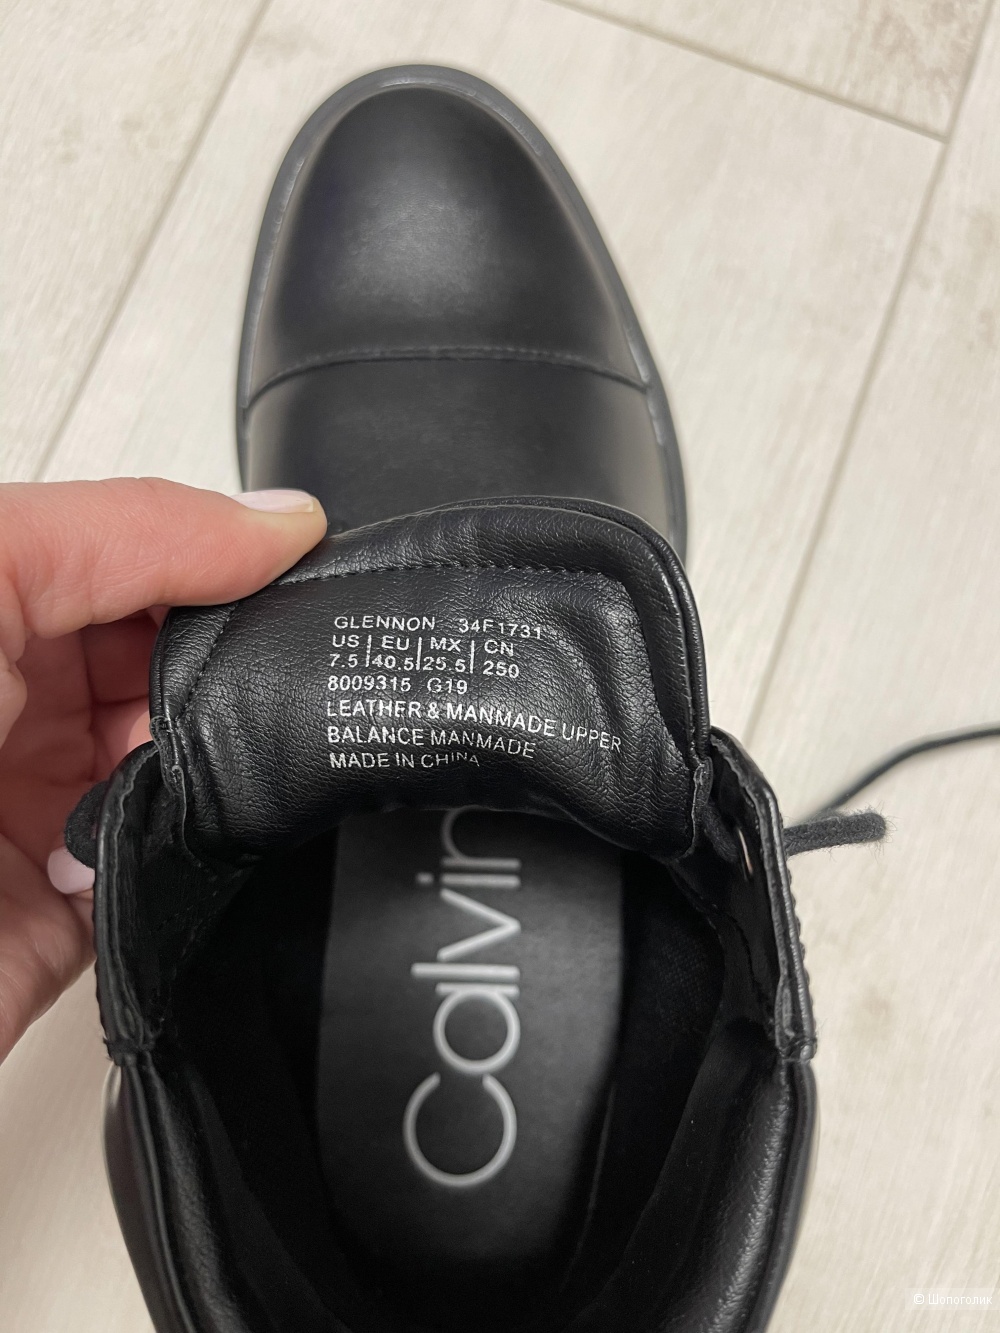 GLENNON 34F1731
US | EU | MX | CN
7.5 | 40.5 | 25.5 | 250
8009315 G19
LEATHER & MANMADE UPPER
BALANCE MANMADE
MADE IN CHINA
Calvin
© Шопоголик